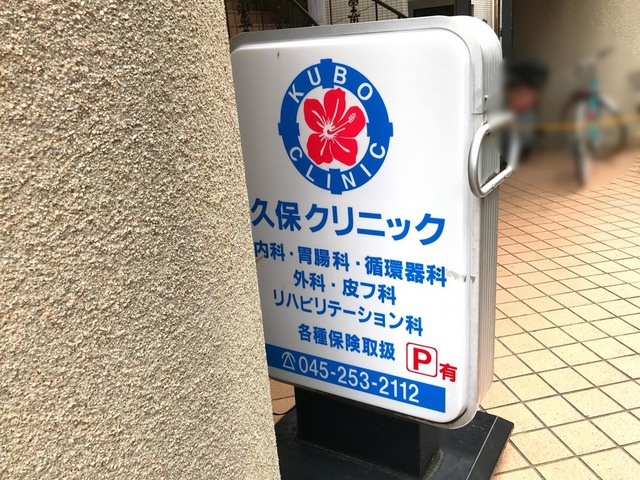 KUBO
CLINIC
久保クリニック
内科・胃腸科・循環器科
外科・皮フ科
リハビリテーション科
各種保険取扱 P有
045-253-2112